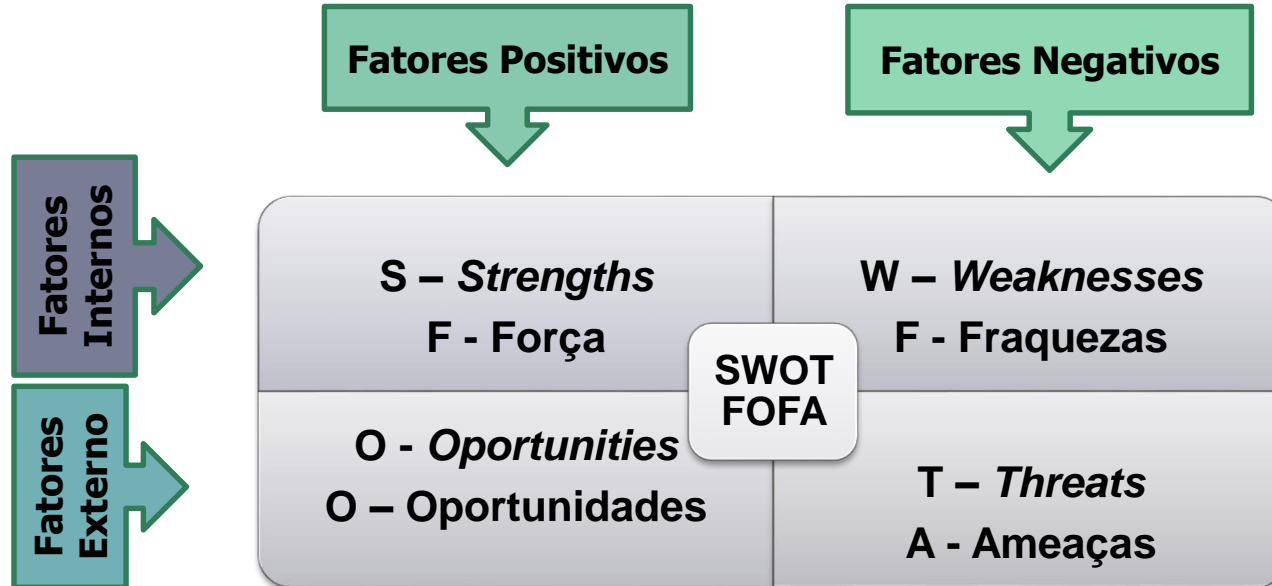 Fatores Positivos
Fatores Negativos
Fatores
Internos
S – Strengths
F - Força
W – Weaknesses
F - Fraquezas
SWOT
FOFA
Fatores
Externo
O - Oportunities
O – Oportunidades
T – Threats
A - Ameaças